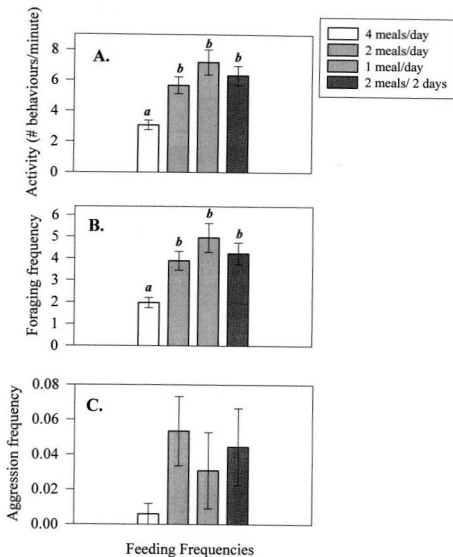 4 meals/day
2 meals/day
1 meal/day
2 meals/ 2 days
A.
a
b
b
b
8
6
4
2
0
Activity (# behaviours/minute)
B.
a
b
b
b
6
5
4
3
2
1
0
Foraging frequency
C.
0.08
0.06
0.04
0.02
0.00
Aggression frequency
Feeding Frequencies